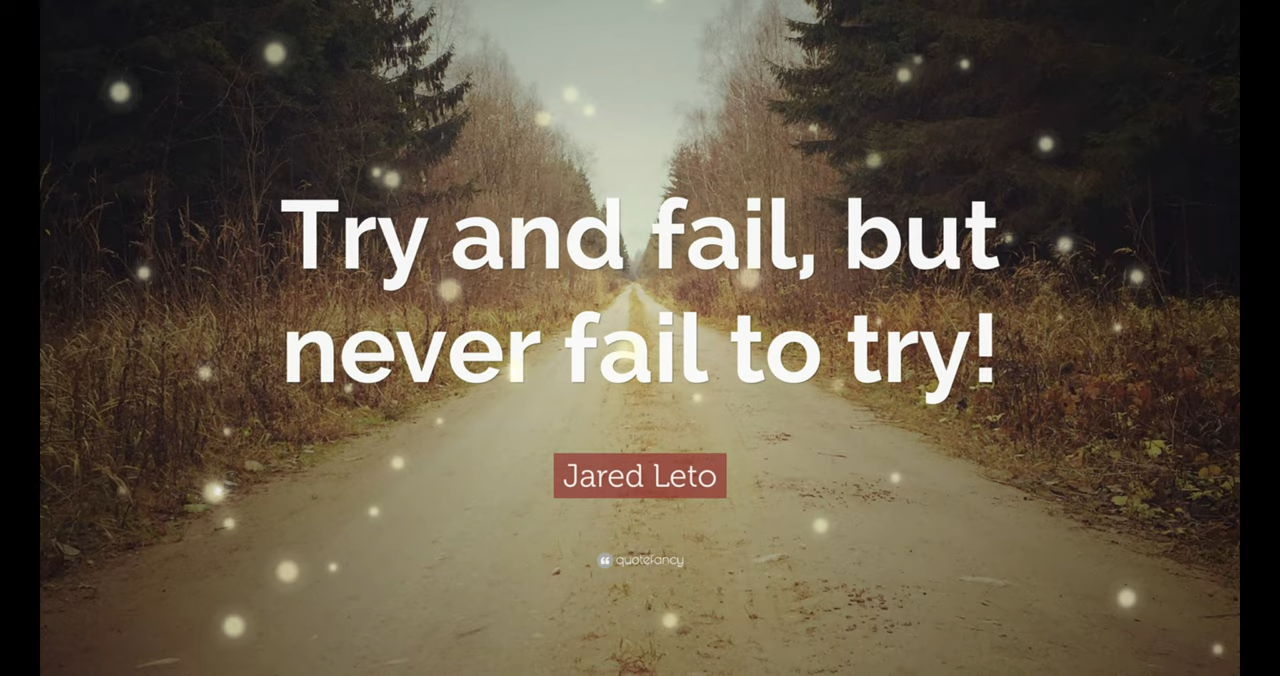 Try and fail, but
never fail to try!
Jared Leto
quotefancy